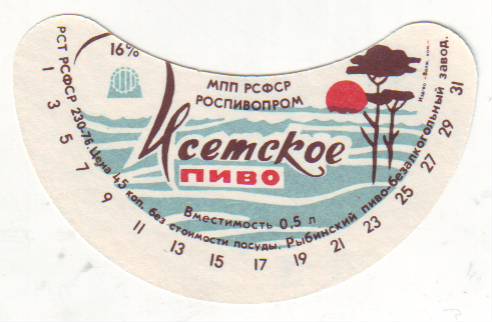 16%
МПП РСФСР
РОСПИВОПРОМ
Исетское
ПИВО
Вместимость 0,5 л
РСТ РСФСР 230-76. Цена 45 коп. без стоимости посуды. Рыбинский пиво-безалкогольный завод.
1 3 5 7 9 11 13 15 17 19 21 23 25 27 29 31